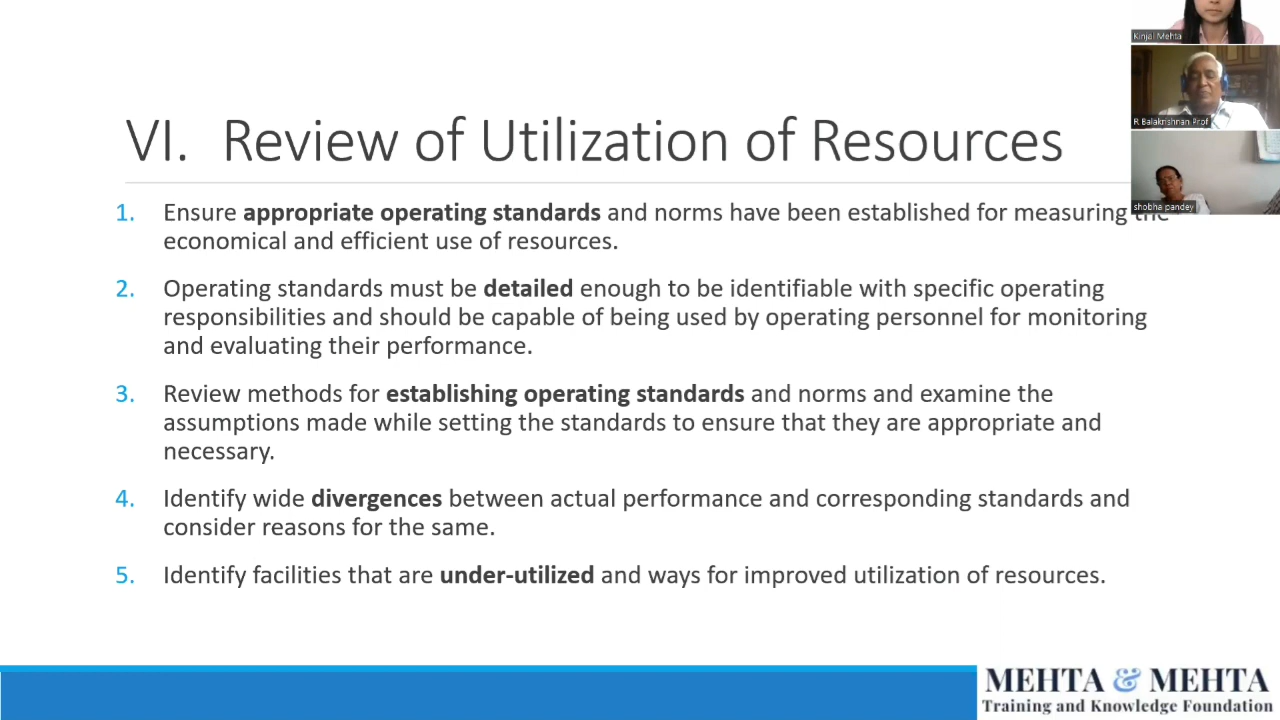 VI. Review of Utilization of Resources
1. Ensure appropriate operating standards and norms have been established for measuring the
economical and efficient use of resources.
2. Operating standards must be detailed enough to be identifiable with specific operating
responsibilities and should be capable of being used by operating personnel for monitoring
and evaluating their performance.
3. Review methods for establishing operating standards and norms and examine the
assumptions made while setting the standards to ensure that they are appropriate and
necessary.
4. Identify wide divergences between actual performance and corresponding standards and
consider reasons for the same.
5. Identify facilities that are under-utilized and ways for improved utilization of resources.
Kinjal Mehta
R Balakrishnan Prof
shobha pandey
MEHTA & MEHTA
Training and Knowledge Foundation